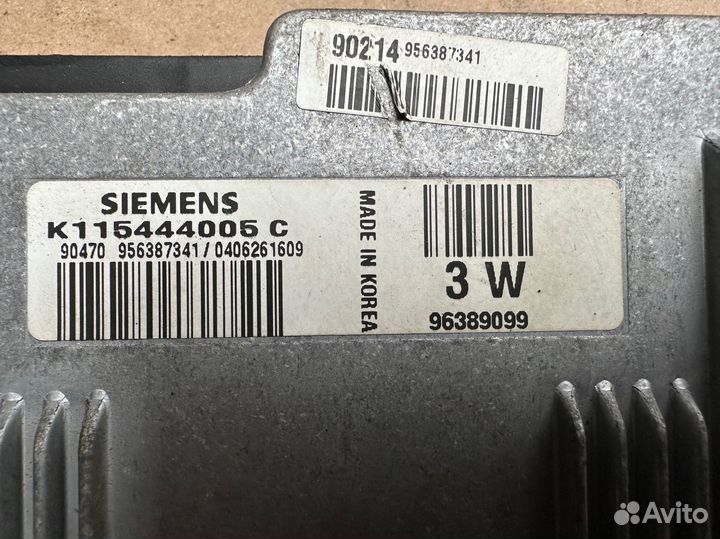 90214 956387341
SIEMENS
K115444005 C
90470 956387341/0406261609
MADE IN KOREA
3 W
96389099
Avito